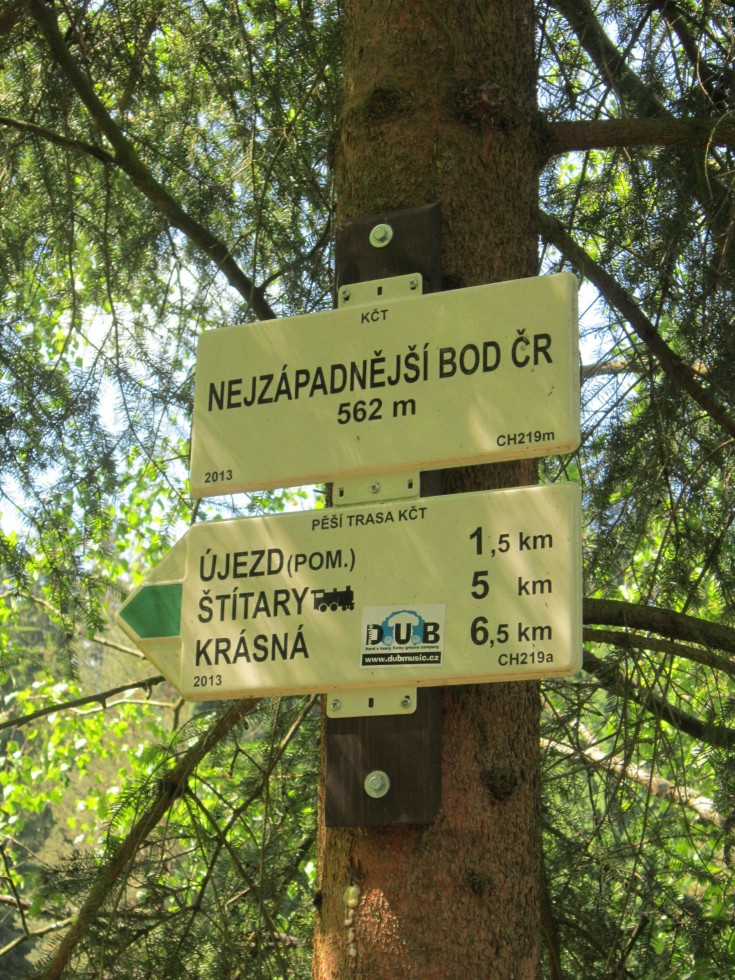 KČT
NEJZÁPADNĚJŠÍ BOD ČR
562 m
2013 CH219m
PĚŠÍ TRASA KČT
ÚJEZD (POM.) 1,5 km
ŠTÍTARY 5 km
KRÁSNÁ 6,5 km
DUB
www.dubmusic.cz
2013 CH219a